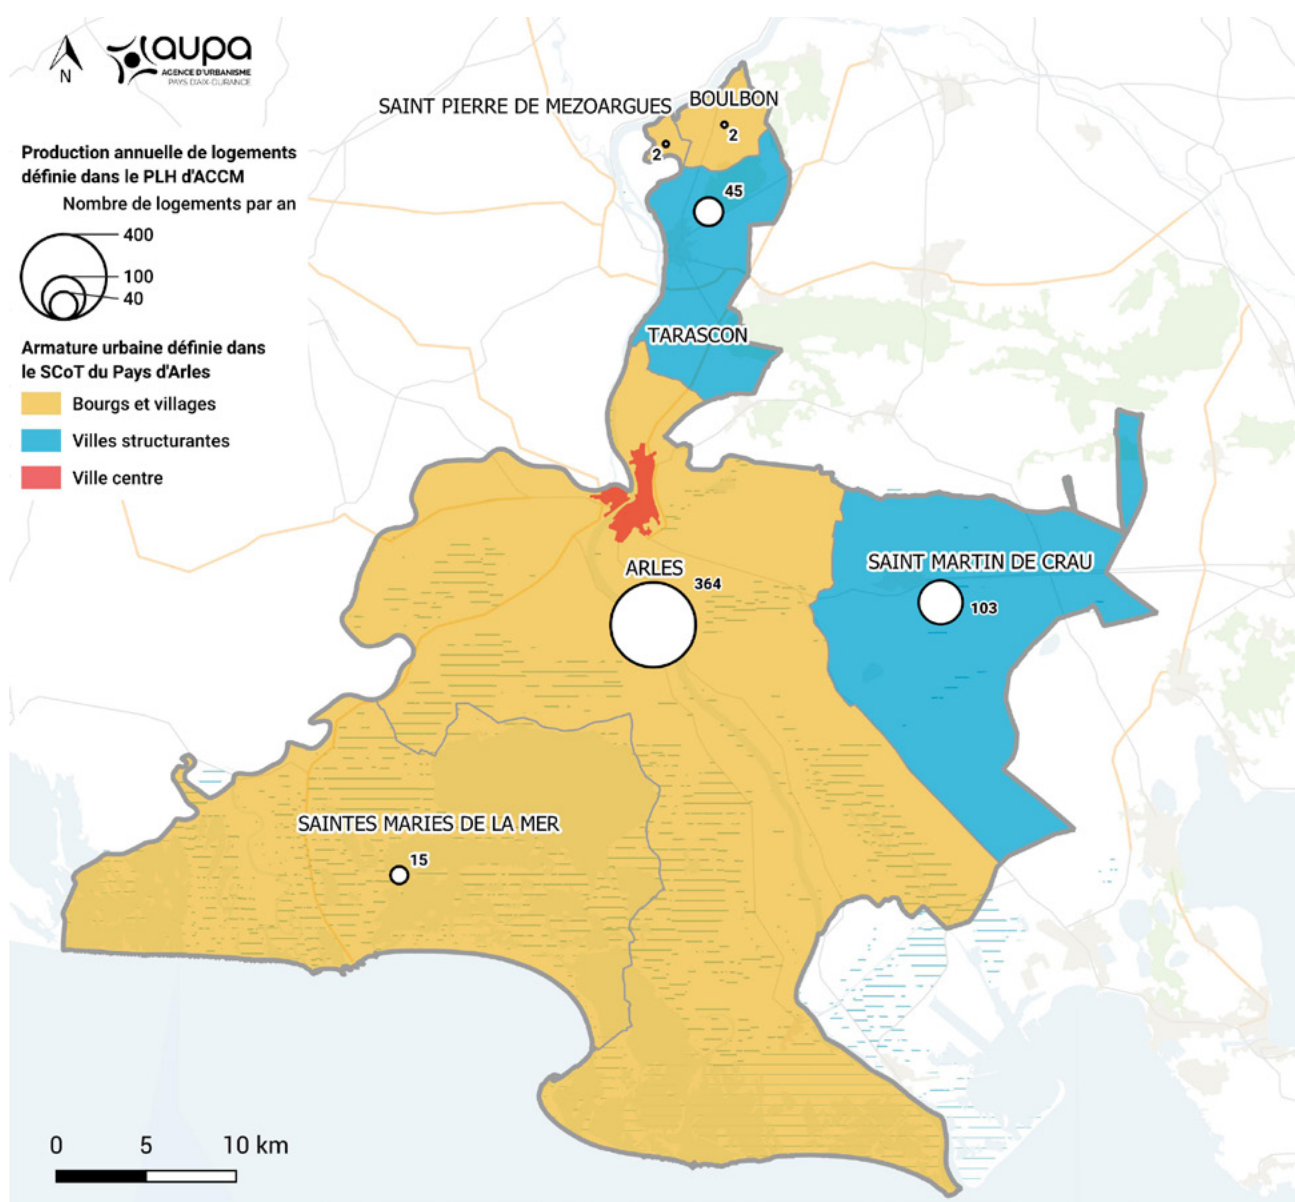 N
aupa
AGENCE D'URBANISME
PAYS D'AIX-DURANCE
Production annuelle de logements
définie dans le PLH d'ACCM
Nombre de logements par an
400
100
40
Armature urbaine définie dans
le SCoT du Pays d'Arles
Bourgs et villages
Villes structurantes
Ville centre
SAINT PIERRE DE MEZOARGUES
BOULBON
2
2
45
TARASCON
ARLES
364
SAINT MARTIN DE CRAU
103
SAINTES MARIES DE LA MER
15
0 5 10 km